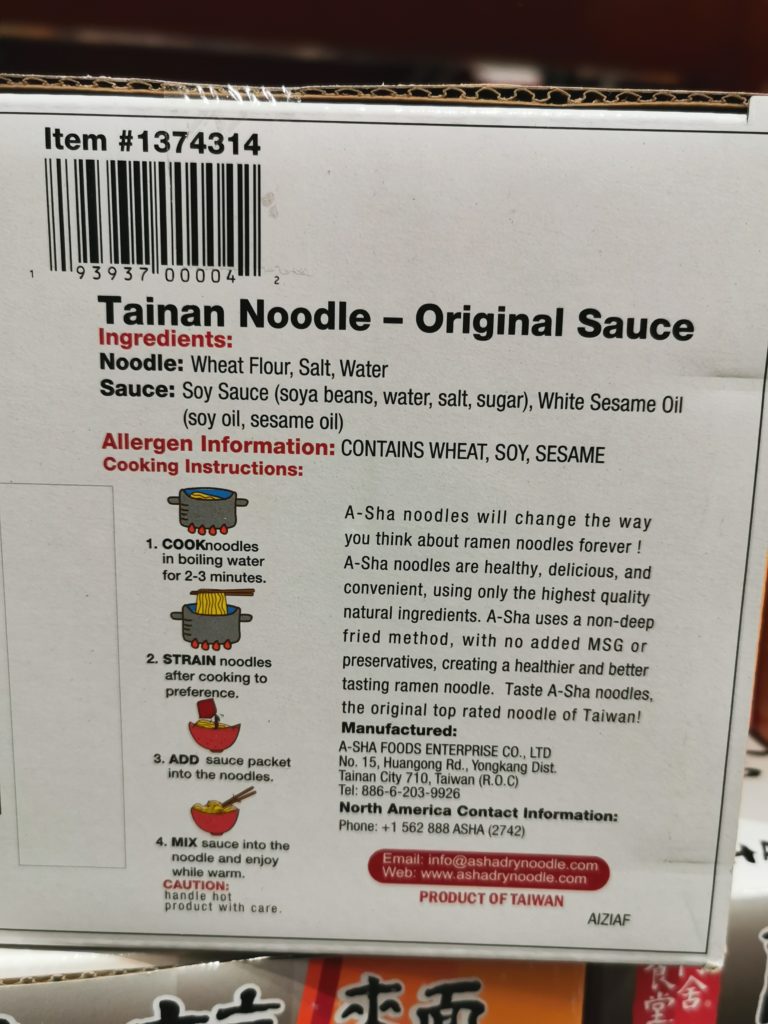 Item #1374314
1 93937 00004 2
Tainan Noodle – Original Sauce
Ingredients:
Noodle: Wheat Flour, Salt, Water
Sauce: Soy Sauce (soya beans, water, salt, sugar), White Sesame Oil
(soy oil, sesame oil)
Allergen Information: CONTAINS WHEAT, SOY, SESAME
Cooking Instructions:
1. COOKnoodles
in boiling water
for 2-3 minutes.
2. STRAIN noodles
after cooking to
preference.
3. ADD sauce packet
into the noodles.
4. MIX sauce into the
noodle and enjoy
while warm.
CAUTION:
handle hot
product with care.
A-Sha noodles will change the way
you think about ramen noodles forever !
A-Sha noodles are healthy, delicious, and
convenient, using only the highest quality
natural ingredients. A-Sha uses a non-deep
fried method, with no added MSG or
preservatives, creating a healthier and better
tasting ramen noodle. Taste A-Sha noodles,
the original top rated noodle of Taiwan!
Manufactured:
A-SHA FOODS ENTERPRISE CO., LTD
No. 15, Huangong Rd., Yongkang Dist.
Tainan City 710, Taiwan (R.O.C)
Tel: 886-6-203-9926
North America Contact Information:
Phone: +1 562 888 ASHA (2742)
Email: info@ashadrynoodle.com
Web: www.ashadrynoodle.com
PRODUCT OF TAIWAN
AIZIAF
舍
食堂